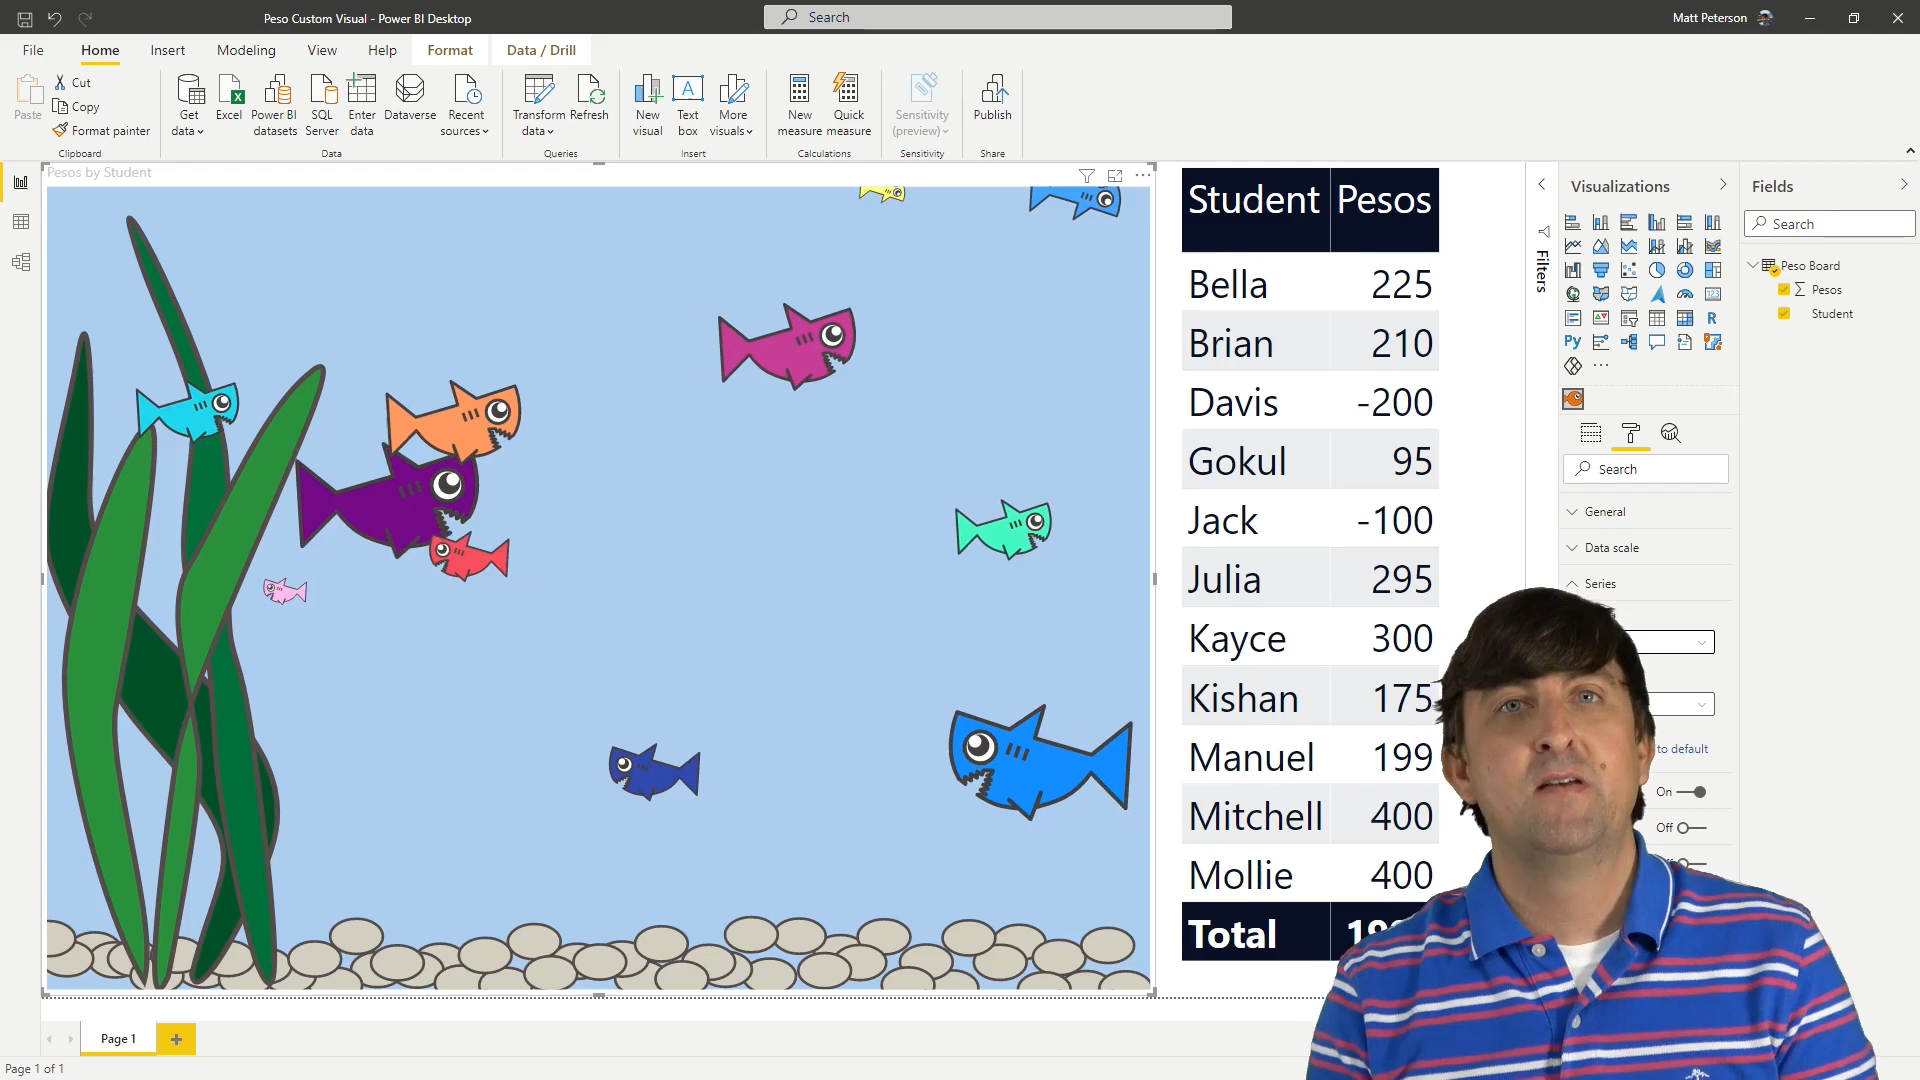 Peso Custom Visual - Power BI Desktop
Search
Matt Peterson
File
Home
Insert
Modeling
View
Help
Format
Data / Drill
Paste
Cut
Copy
Format painter
Get data
Excel
Power BI datasets
SQL Server
Enter data
Dataverse
Recent sources
Transform data
Refresh
New visual
Text box
More visuals
New measure
Quick measure
Sensitivity (preview)
Publish
Clipboard
Data
Queries
Insert
Calculations
Sensitivity
Share
Pesos by Student
Student Pesos
Bella 225
Brian 210
Davis -200
Gokul 95
Jack -100
Julia 295
Kayce 300
Kishan 175
Manuel 199
Mitchell 400
Mollie 400
Total
Filters
Visualizations
R
Py
Search
General
Data scale
Series
to default
On
Off
Fields
Search
Peso Board
Pesos
Student
Page 1
Page 1 of 1